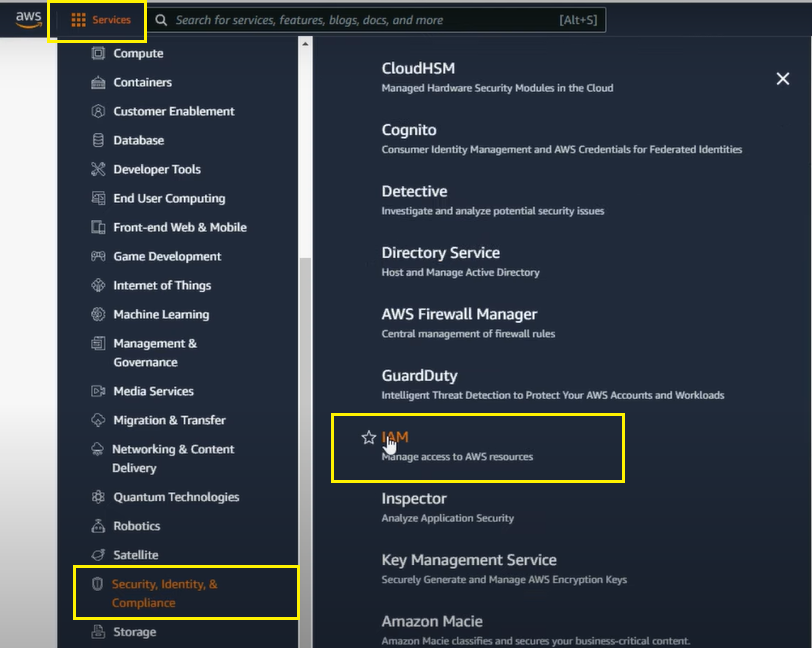 aws
Services
Search for services, features, blogs, docs, and more
[Alt+S]
Compute
Containers
Customer Enablement
Database
Developer Tools
End User Computing
Front-end Web & Mobile
Game Development
Internet of Things
Machine Learning
Management &
Governance
Media Services
Migration & Transfer
Networking & Content
Delivery
Quantum Technologies
Robotics
Satellite
Security, Identity, &
Compliance
Storage
CloudHSM
Managed Hardware Security Modules in the Cloud
Cognito
Consumer Identity Management and AWS Credentials for Federated Identities
Detective
Investigate and analyze potential security issues
Directory Service
Host and Manage Active Directory
AWS Firewall Manager
Central management of firewall rules
GuardDuty
Intelligent Threat Detection to Protect Your AWS Accounts and Workloads
IAM
Manage access to AWS resources
Inspector
Analyze Application Security
Key Management Service
Securely Generate and Manage AWS Encryption Keys
Amazon Macie
Amazon Macie classifies and secures your business-critical content.